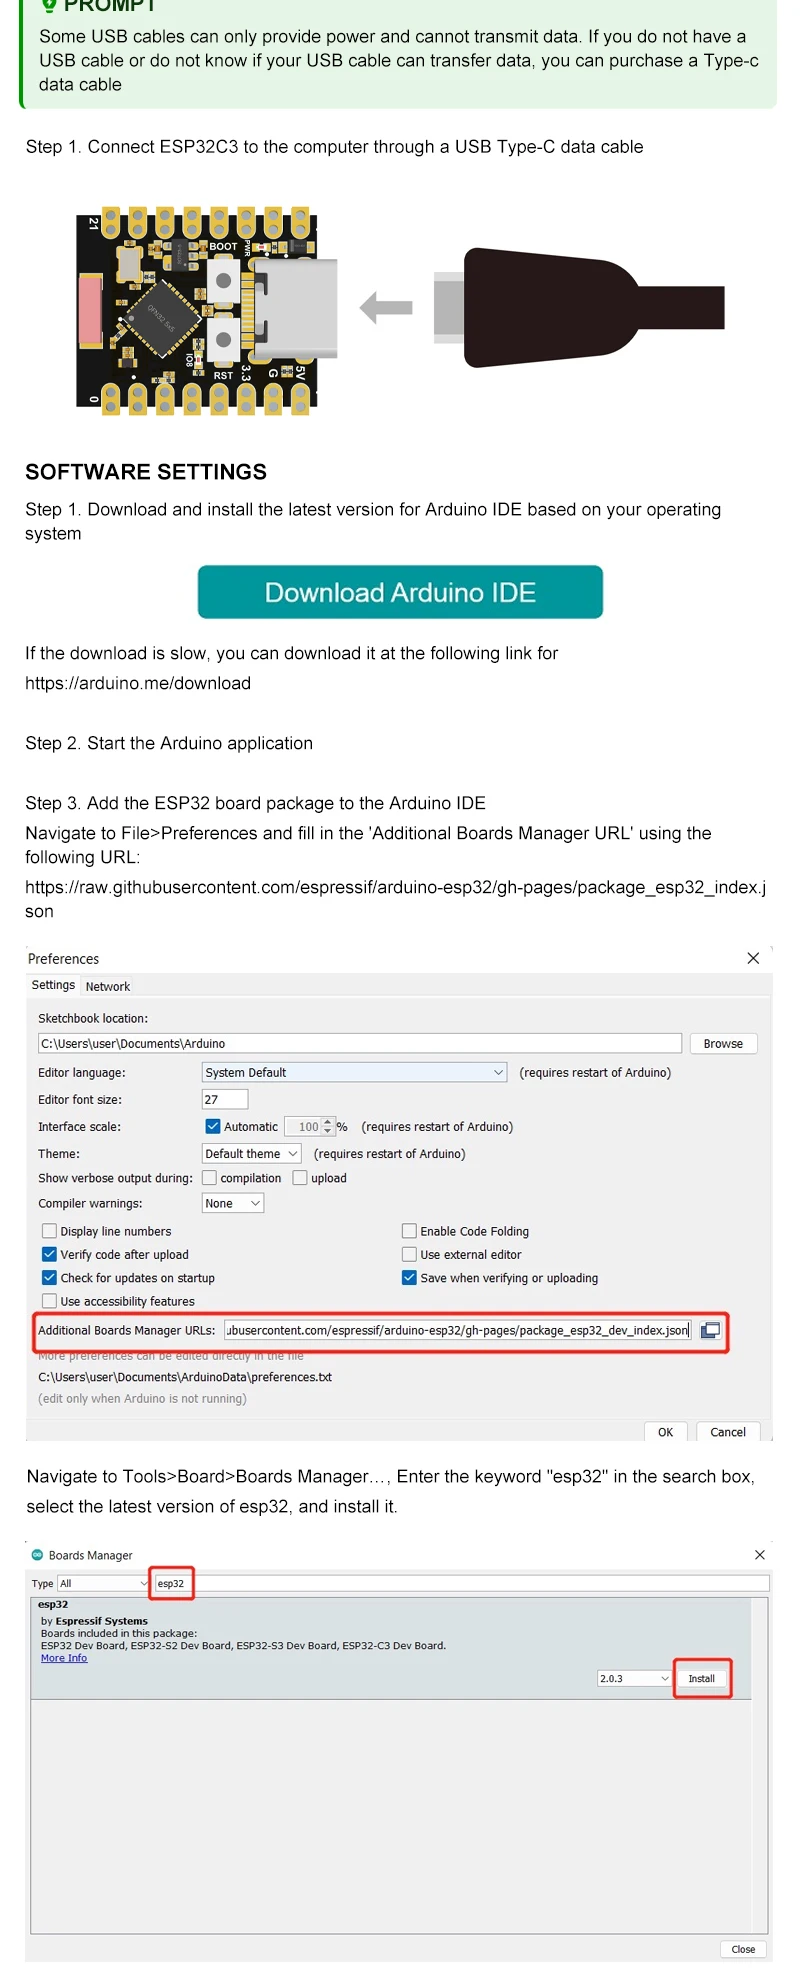 PROMPT
Some USB cables can only provide power and cannot transmit data. If you do not have a
USB cable or do not know if your USB cable can transfer data, you can purchase a Type-c
data cable
Step 1. Connect ESP32C3 to the computer through a USB Type-C data cable
21
BOOT
PWR
QFN32 5x5
IO8
RST
3.3
G
5V
0
SOFTWARE SETTINGS
Step 1. Download and install the latest version for Arduino IDE based on your operating
system
Download Arduino IDE
If the download is slow, you can download it at the following link for
https://arduino.me/download
Step 2. Start the Arduino application
Step 3. Add the ESP32 board package to the Arduino IDE
Navigate to File>Preferences and fill in the 'Additional Boards Manager URL' using the
following URL:
https://raw.githubusercontent.com/espressif/arduino-esp32/gh-pages/package_esp32_index.j
son
Preferences
Settings Network
Sketchbook location:
C:\Users\user\Documents\Arduino Browse
Editor language: System Default (requires restart of Arduino)
Editor font size: 27
Interface scale: Automatic 100 % (requires restart of Arduino)
Theme: Default theme (requires restart of Arduino)
Show verbose output during: compilation upload
Compiler warnings: None
Display line numbers Enable Code Folding
Verify code after upload Use external editor
Check for updates on startup Save when verifying or uploading
Use accessibility features
Additional Boards Manager URLs: ubusercontent.com/espressif/arduino-esp32/gh-pages/package_esp32_dev_index.json
More preferences can be edited directly in the file
C:\Users\user\Documents\ArduinoData\preferences.txt
(edit only when Arduino is not running)
OK Cancel
Navigate to Tools>Board>Boards Manager..., Enter the keyword "esp32" in the search box,
select the latest version of esp32, and install it.
Boards Manager
Type All esp32
esp32
by Espressif Systems
Boards included in this package:
ESP32 Dev Board, ESP32-S2 Dev Board, ESP32-S3 Dev Board, ESP32-C3 Dev Board.
More Info
2.0.3 Install
Close